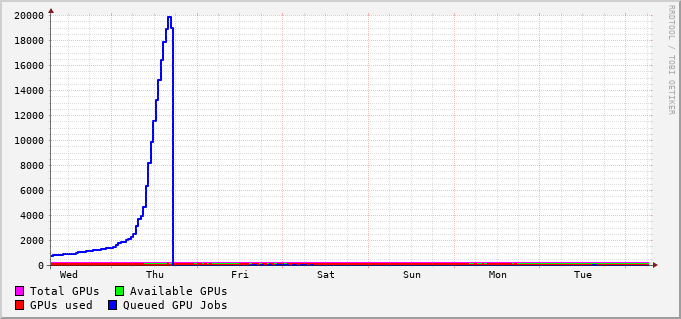 20000
18000
16000
14000
12000
10000
8000
6000
4000
2000
0
Wed Thu Fri Sat Sun Mon Tue
Total GPUs Available GPUs
GPUs used Queued GPU Jobs
RRDTOOL / TOBI OETIKER